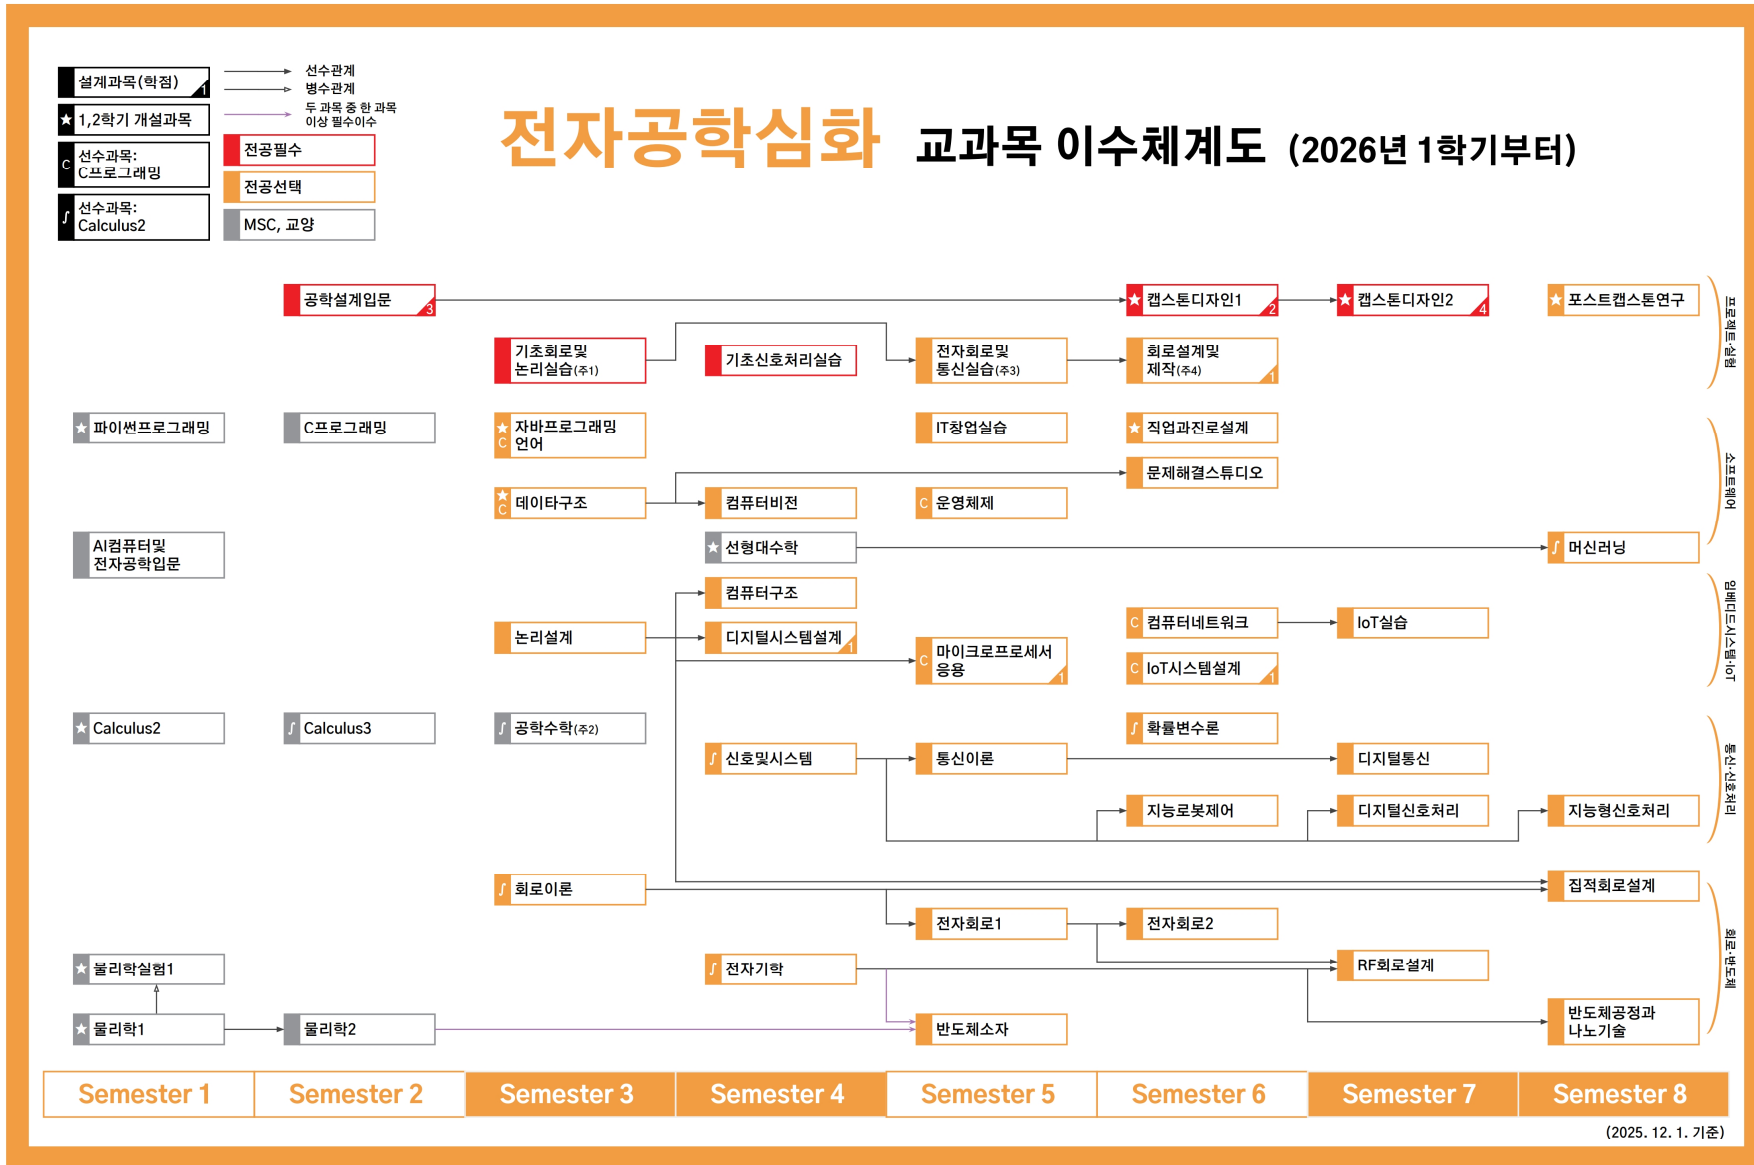 설계과목(학점) 1
★ 1,2학기 개설과목
C 선수과목:
C프로그래밍
∫ 선수과목:
Calculus2
선수관계
병수관계
두 과목 중 한 과목
이상 필수이수
전공필수
전공선택
MSC, 교양
전자공학심화 교과목 이수체계도 (2026년 1학기부터)
공학설계입문 3
★ 캡스톤디자인1 2
★ 캡스톤디자인2 4
★ 포스트캡스톤연구
기초회로및
논리실습(주1)
기초신호처리실습
전자회로및
통신실습(주3)
회로설계및
제작(주4) 1
프로젝트·실험
★ 파이썬프로그래밍
C프로그래밍
★ C 자바프로그래밍
언어
IT창업실습
★ 직업과진로설계
문제해결스튜디오
★ C 데이타구조
컴퓨터비전
C 운영체제
소프트웨어
AI컴퓨터및
전자공학입문
★ 선형대수학
∫ 머신러닝
컴퓨터구조
논리설계
디지털시스템설계 1
C 마이크로프로세서
응용 1
C 컴퓨터네트워크
IoT실습
C IoT시스템설계 1
임베디드시스템·IoT
★ Calculus2
∫ Calculus3
∫ 공학수학(주2)
∫ 확률변수론
∫ 신호및시스템
통신이론
디지털통신
지능로봇제어
디지털신호처리
지능형신호처리
통신·신호처리
∫ 회로이론
집적회로설계
전자회로1
전자회로2
★ 물리학실험1
∫ 전자기학
RF회로설계
★ 물리학1
물리학2
반도체소자
반도체공정과
나노기술
회로·반도체
Semester 1
Semester 2
Semester 3
Semester 4
Semester 5
Semester 6
Semester 7
Semester 8
(2025. 12. 1. 기준)